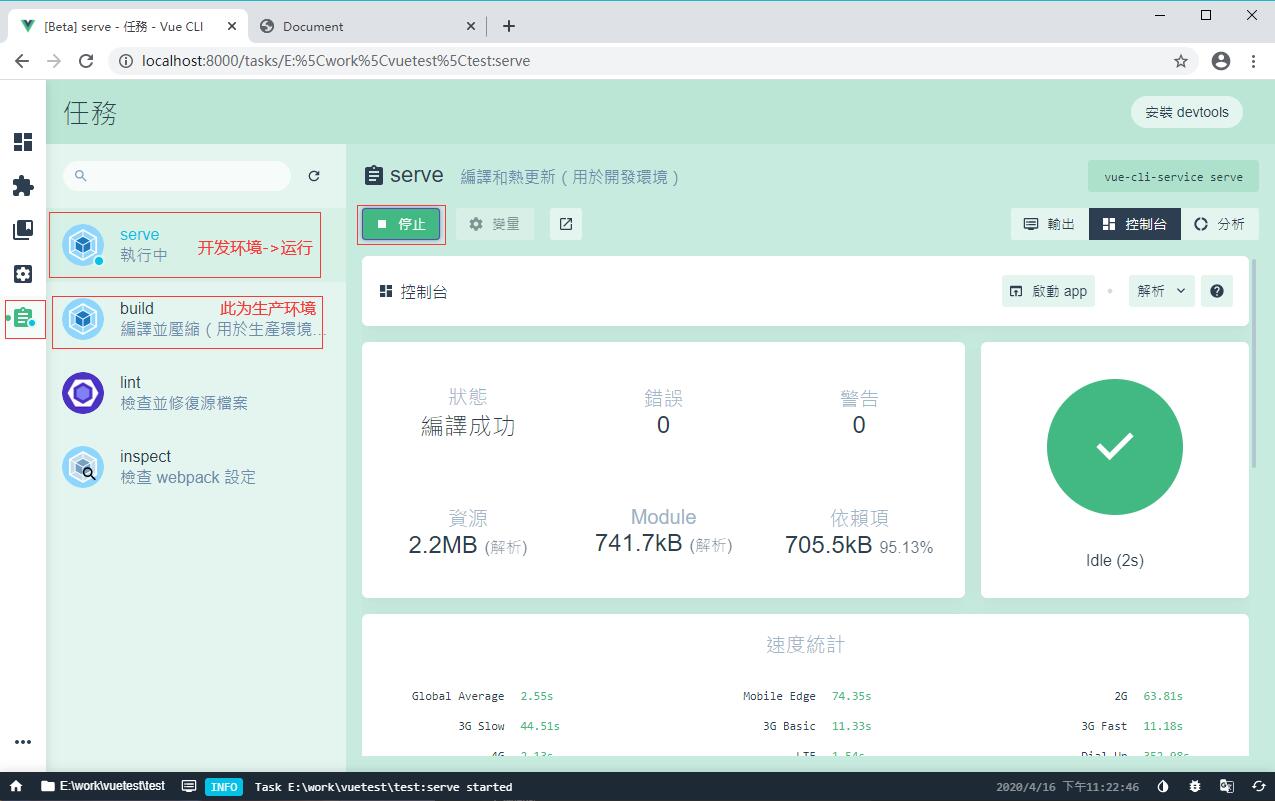 [Beta] serve - 任務 - Vue CLI
Document
localhost:8000/tasks/E:%5Cwork%5Cvuetest%5Ctest:serve
任務
安裝 devtools
serve
執行中
开发环境->运行
build
此为生产环境
編譯並壓縮（用於生產環境...
lint
檢查並修復源檔案
inspect
檢查 webpack 設定
serve 編譯和熱更新（用於開發環境）
vue-cli-service serve
停止
變量
輸出
控制台
分析
控制台
啟動 app
解析
狀態
編譯成功
錯誤
0
警告
0
資源
2.2MB (解析)
Module
741.7kB (解析)
依賴項
705.5kB 95.13%
Idle (2s)
速度統計
Global Average 2.55s
Mobile Edge 74.35s
2G 63.81s
3G Slow 44.51s
3G Basic 11.33s
3G Fast 11.18s
4G 2.13s
LTE 1.54s
Dial Up 352.98s
E:\work\vuetest\test
INFO
Task E:\work\vuetest\test:serve started
2020/4/16 下午11:22:46